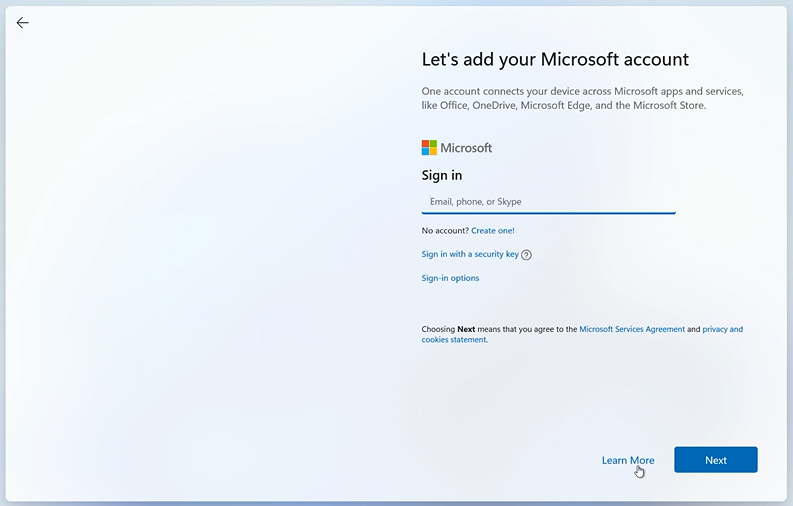 Let's add your Microsoft account
One account connects your device across Microsoft apps and services,
like Office, OneDrive, Microsoft Edge, and the Microsoft Store.
Microsoft
Sign in
Email, phone, or Skype
No account? Create one!
Sign in with a security key ?
Sign-in options
Choosing Next means that you agree to the Microsoft Services Agreement and privacy and
cookies statement.
Learn More
Next